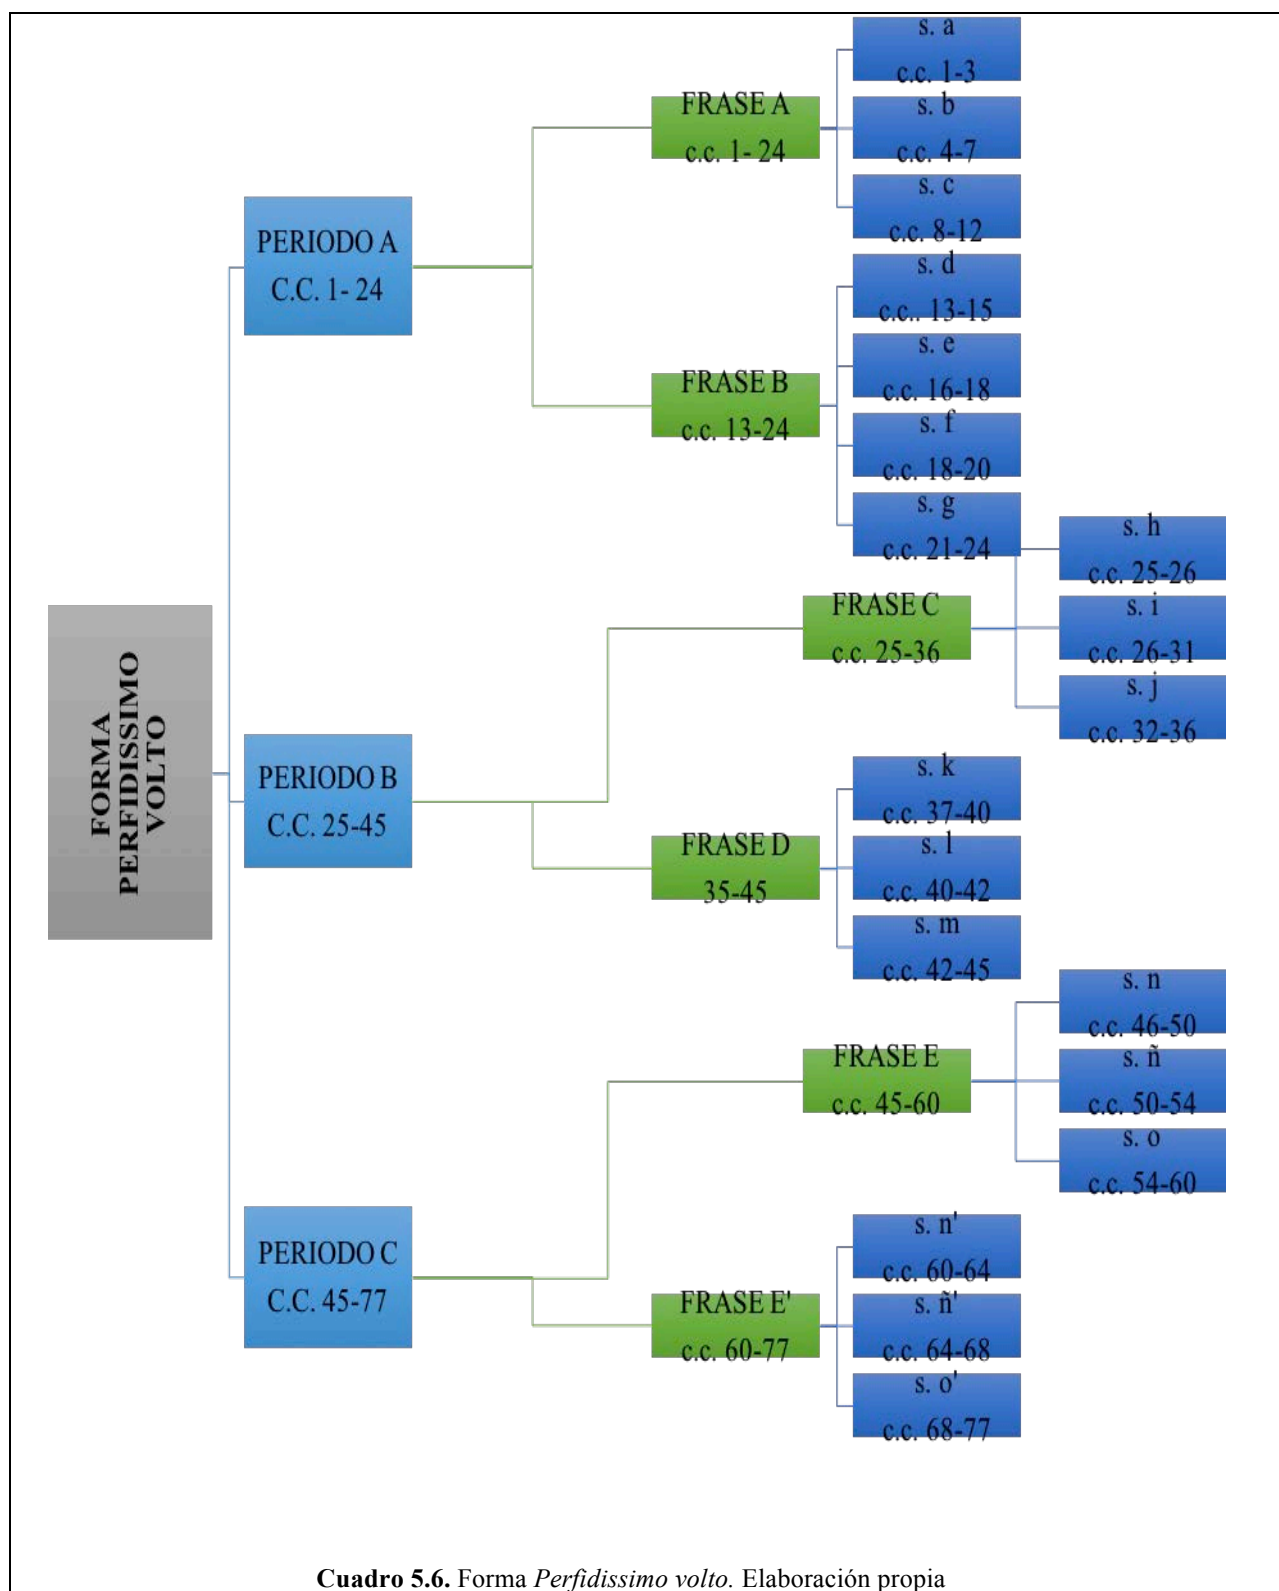 FORMA
PERFIDISSIMO
VOLTO
PERIODO A
C.C. 1- 24
FRASE A
c.c. 1- 24
s. a
c.c. 1-3
s. b
c.c. 4-7
s. c
c.c. 8-12
FRASE B
c.c. 13-24
s. d
c.c.. 13-15
s. e
c.c. 16-18
s. f
c.c. 18-20
s. g
c.c. 21-24
PERIODO B
C.C. 25-45
FRASE C
c.c. 25-36
s. h
c.c. 25-26
s. i
c.c. 26-31
s. j
c.c. 32-36
FRASE D
35-45
s. k
c.c. 37-40
s. l
c.c. 40-42
s. m
c.c. 42-45
PERIODO C
C.C. 45-77
FRASE E
c.c. 45-60
s. n
c.c. 46-50
s. ñ
c.c. 50-54
s. o
c.c. 54-60
FRASE E'
c.c. 60-77
s. n'
c.c. 60-64
s. ñ'
c.c. 64-68
s. o'
c.c. 68-77
Cuadro 5.6. Forma Perfidissimo volto. Elaboración propia